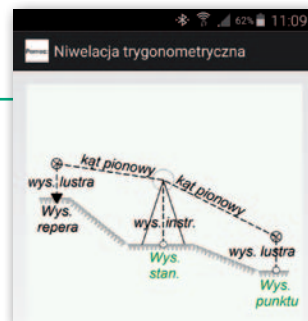 62% 11:09
Pomoc
Niwelacja trygonometryczna
kąt pionowy
wys. lustra
kąt pionowy
Wys.
repera
wys. instr.
wys. lustra
Wys.
stan.
Wys.
punktu